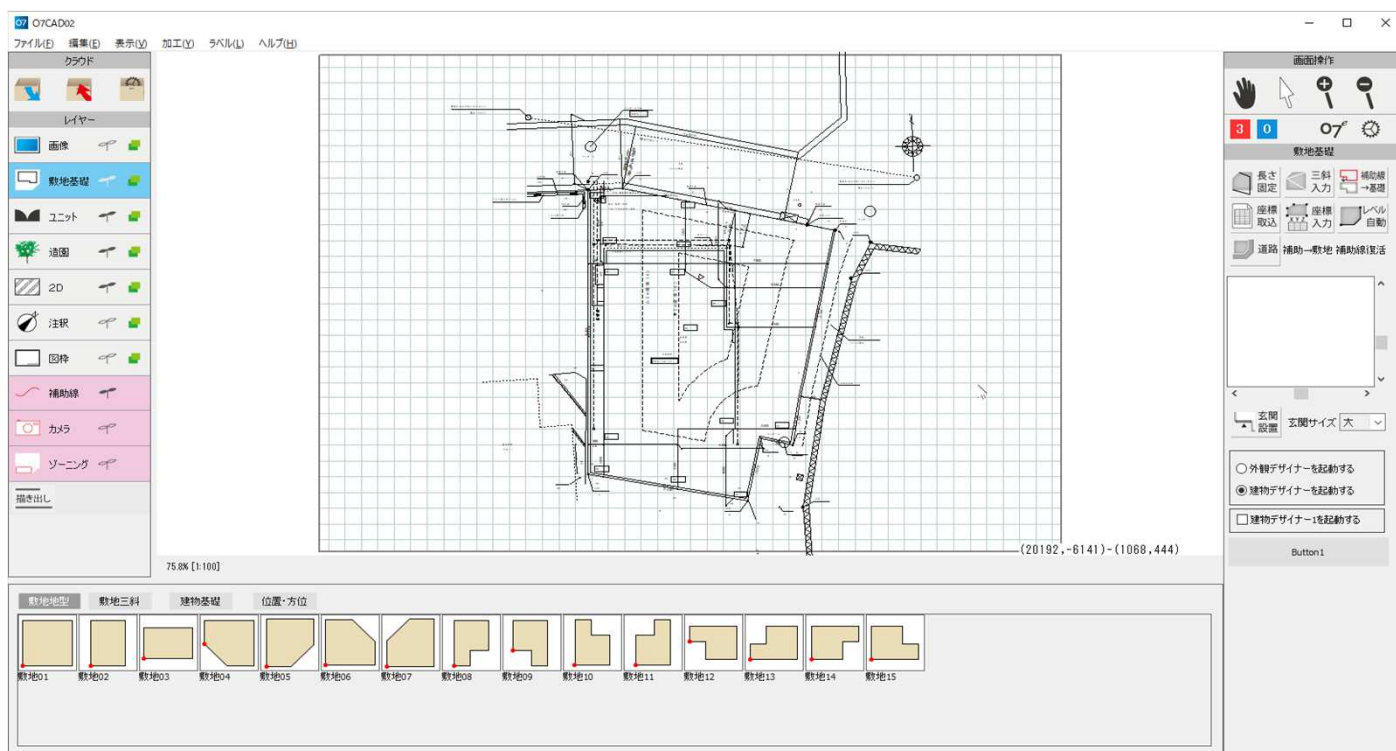 O7 O7CAD02
ファイル(F) 編集(E) 表示(V) 加工(Y) ラベル(L) ヘルプ(H)
クラウド
レイヤー
画像
敷地基礎
ユニット
造園
2D
注釈
図枠
補助線
カメラ
ゾーニング
描き出し
(20192,-6141)-(1068,444)
75.8% [1:100]
画面操作
3 0 O7
敷地基礎
長さ固定 三斜入力 補助線→基礎
座標取込 座標入力 レベル自動
道路 補助→敷地 補助線復活
玄関設置 玄関サイズ 大
外観デザイナーを起動する
建物デザイナーを起動する
建物デザイナー1を起動する
Button1
敷地地型 敷地三斜 建物基礎 位置・方位
敷地01 敷地02 敷地03 敷地04 敷地05 敷地06 敷地07 敷地08 敷地09 敷地10 敷地11 敷地12 敷地13 敷地14 敷地15